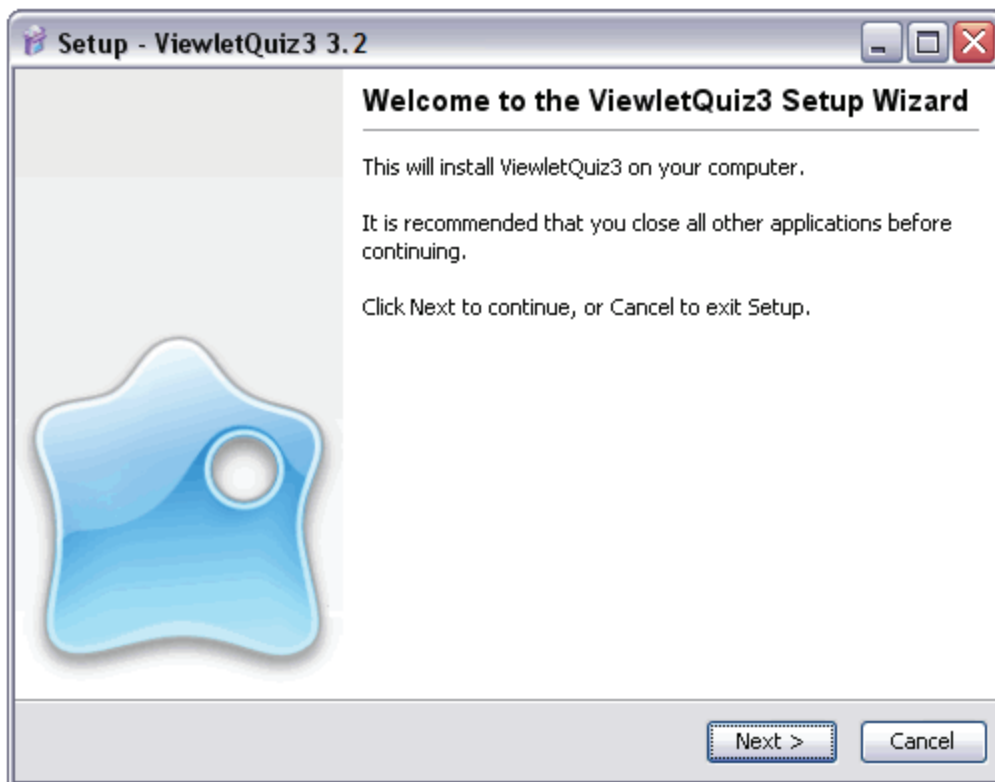 Setup - ViewletQuiz3 3.2
Welcome to the ViewletQuiz3 Setup Wizard
This will install ViewletQuiz3 on your computer.
It is recommended that you close all other applications before
continuing.
Click Next to continue, or Cancel to exit Setup.
Next >
Cancel